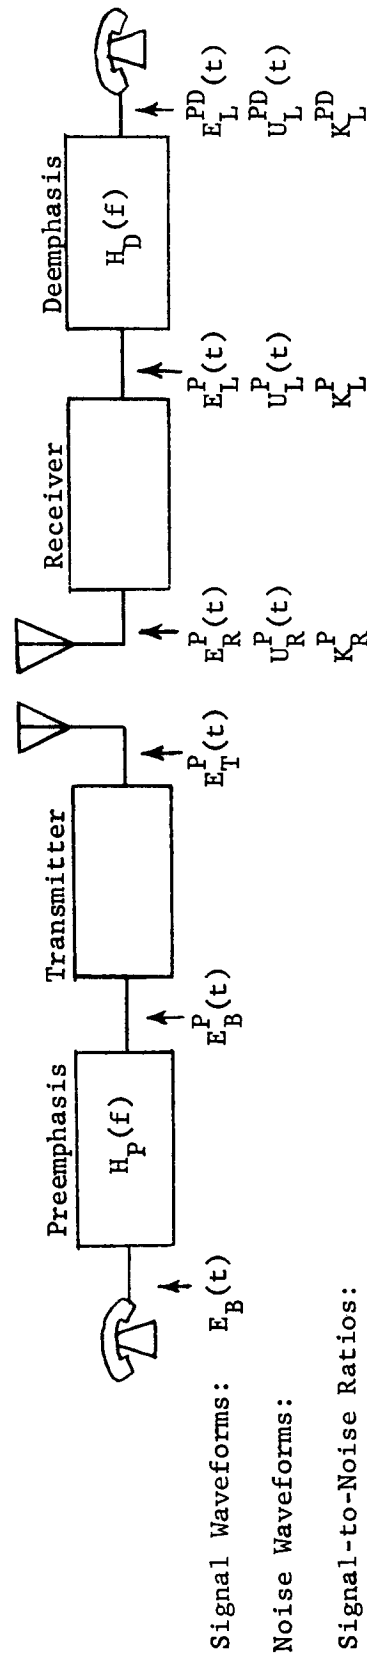 Preemphasis Transmitter Receiver Deemphasis
H_P(f) H_D(f)
Signal Waveforms: E_B(t) E_B^P(t) E_T^P(t) E_R^P(t) E_L^P(t) E_L^PD(t)
Noise Waveforms: U_R^P(t) U_L^P(t) U_L^PD(t)
Signal-to-Noise Ratios: K_R^P K_L^P K_L^PD